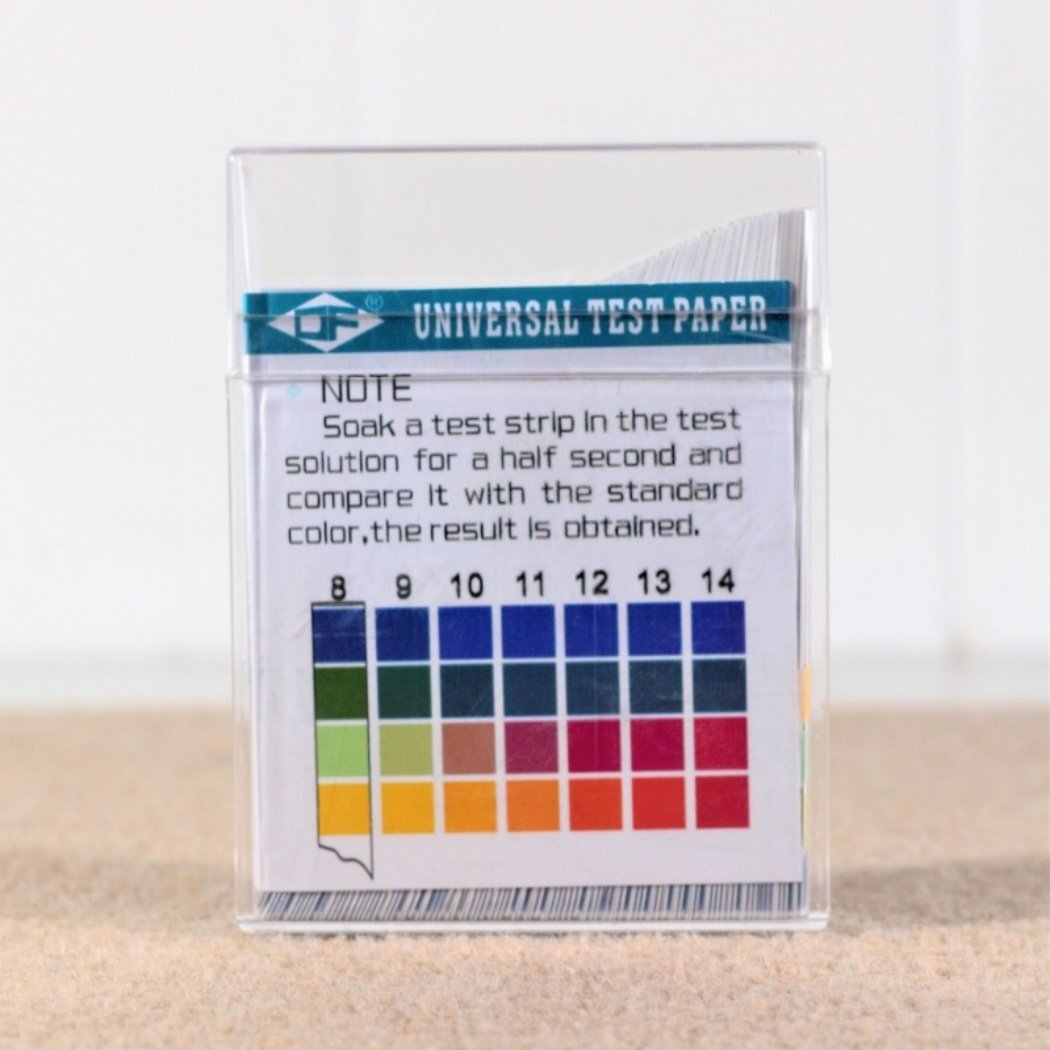 DF ® UNIVERSAL TEST PAPER
NOTE
Soak a test strip in the test
solution for a half second and
compare it with the standard
color,the result is obtained.
8 9 10 11 12 13 14